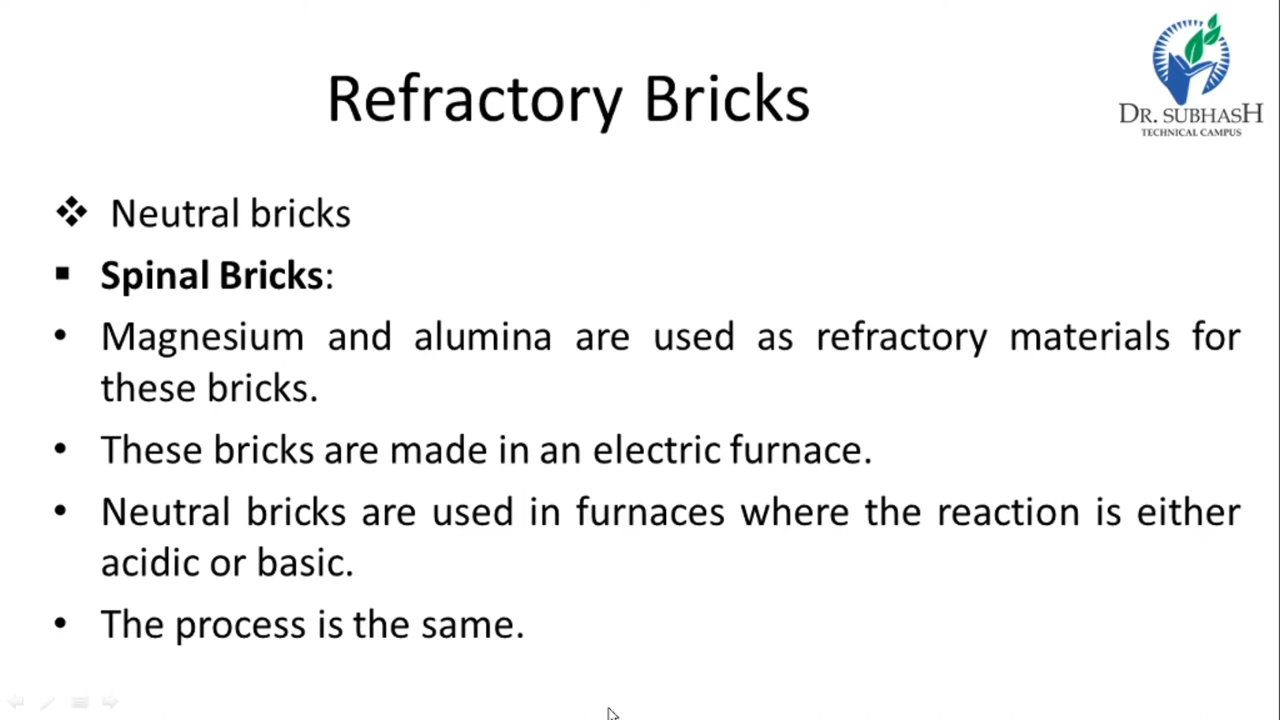 DR. SUBHASH
TECHNICAL CAMPUS
Refractory Bricks
❖ Neutral bricks
▪ Spinal Bricks:
• Magnesium and alumina are used as refractory materials for
these bricks.
• These bricks are made in an electric furnace.
• Neutral bricks are used in furnaces where the reaction is either
acidic or basic.
• The process is the same.